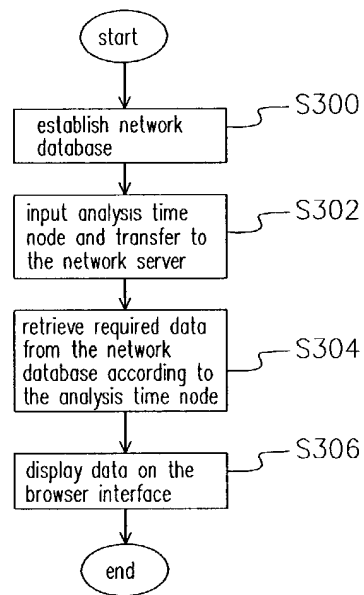 start
establish network
database
S300
input analysis time
node and transfer to
the network server
S302
retrieve required data
from the network
database according to
the analysis time node
S304
display data on the
browser interface
S306
end